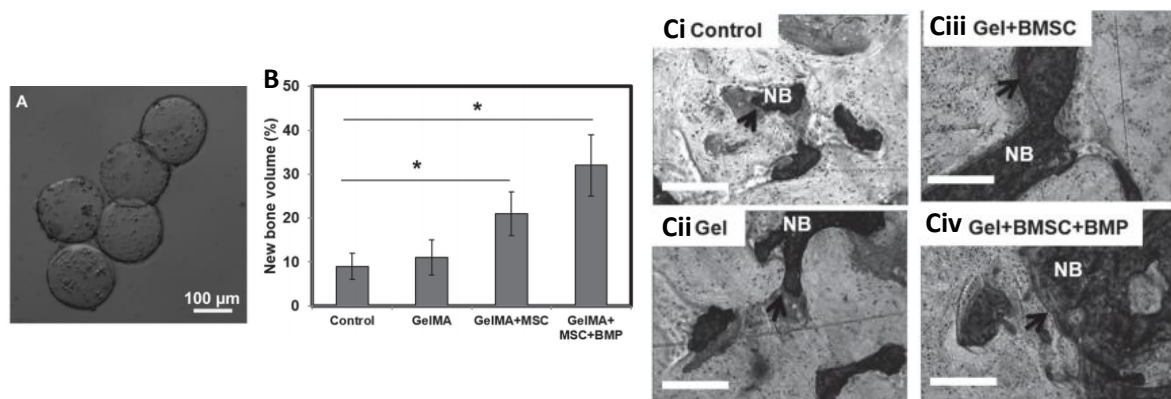 A
100 µm
B
New bone volume (%)
50
40
30
20
10
0
*
*
Control
GelMA
GelMA+MSC
GelMA+
MSC+BMP
Ci Control
NB
Cii Gel
NB
Ciii Gel+BMSC
NB
Civ Gel+BMSC+BMP
NB